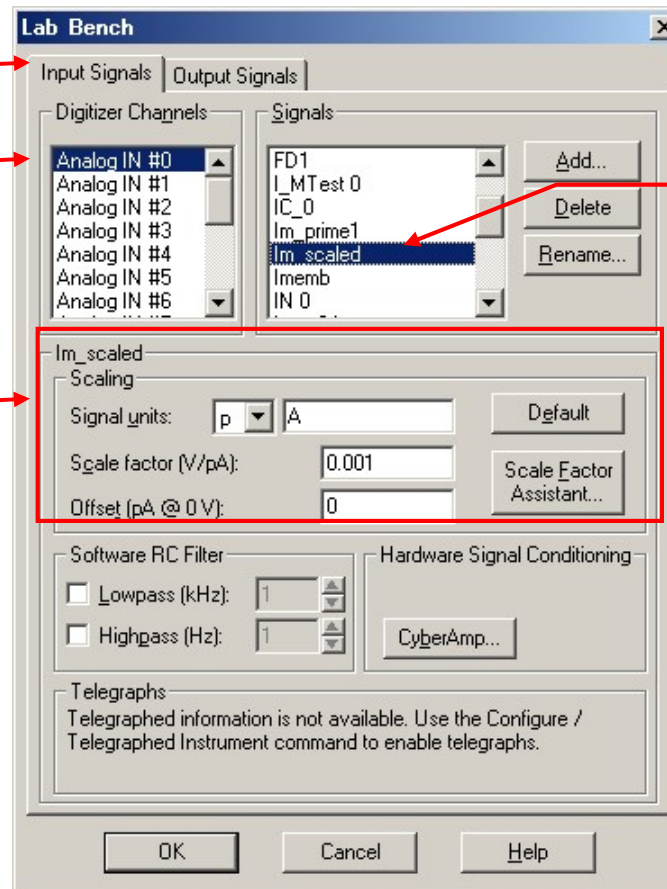 Lab Bench
Input Signals Output Signals
Digitizer Channels
Analog IN #0
Analog IN #1
Analog IN #2
Analog IN #3
Analog IN #4
Analog IN #5
Analog IN #6
Signals
FD1
I_MTest 0
IC_0
Im_prime1
Im_scaled
Imemb
IN 0
Add...
Delete
Rename...
Im_scaled
Scaling
Signal units: p A
Default
Scale factor (V/pA): 0.001
Scale Factor
Assistant...
Offset (pA @ 0 V): 0
Software RC Filter
Lowpass (kHz): 1
Highpass (Hz): 1
Hardware Signal Conditioning
CyberAmp...
Telegraphs
Telegraphed information is not available. Use the Configure /
Telegraphed Instrument command to enable telegraphs.
OK Cancel Help